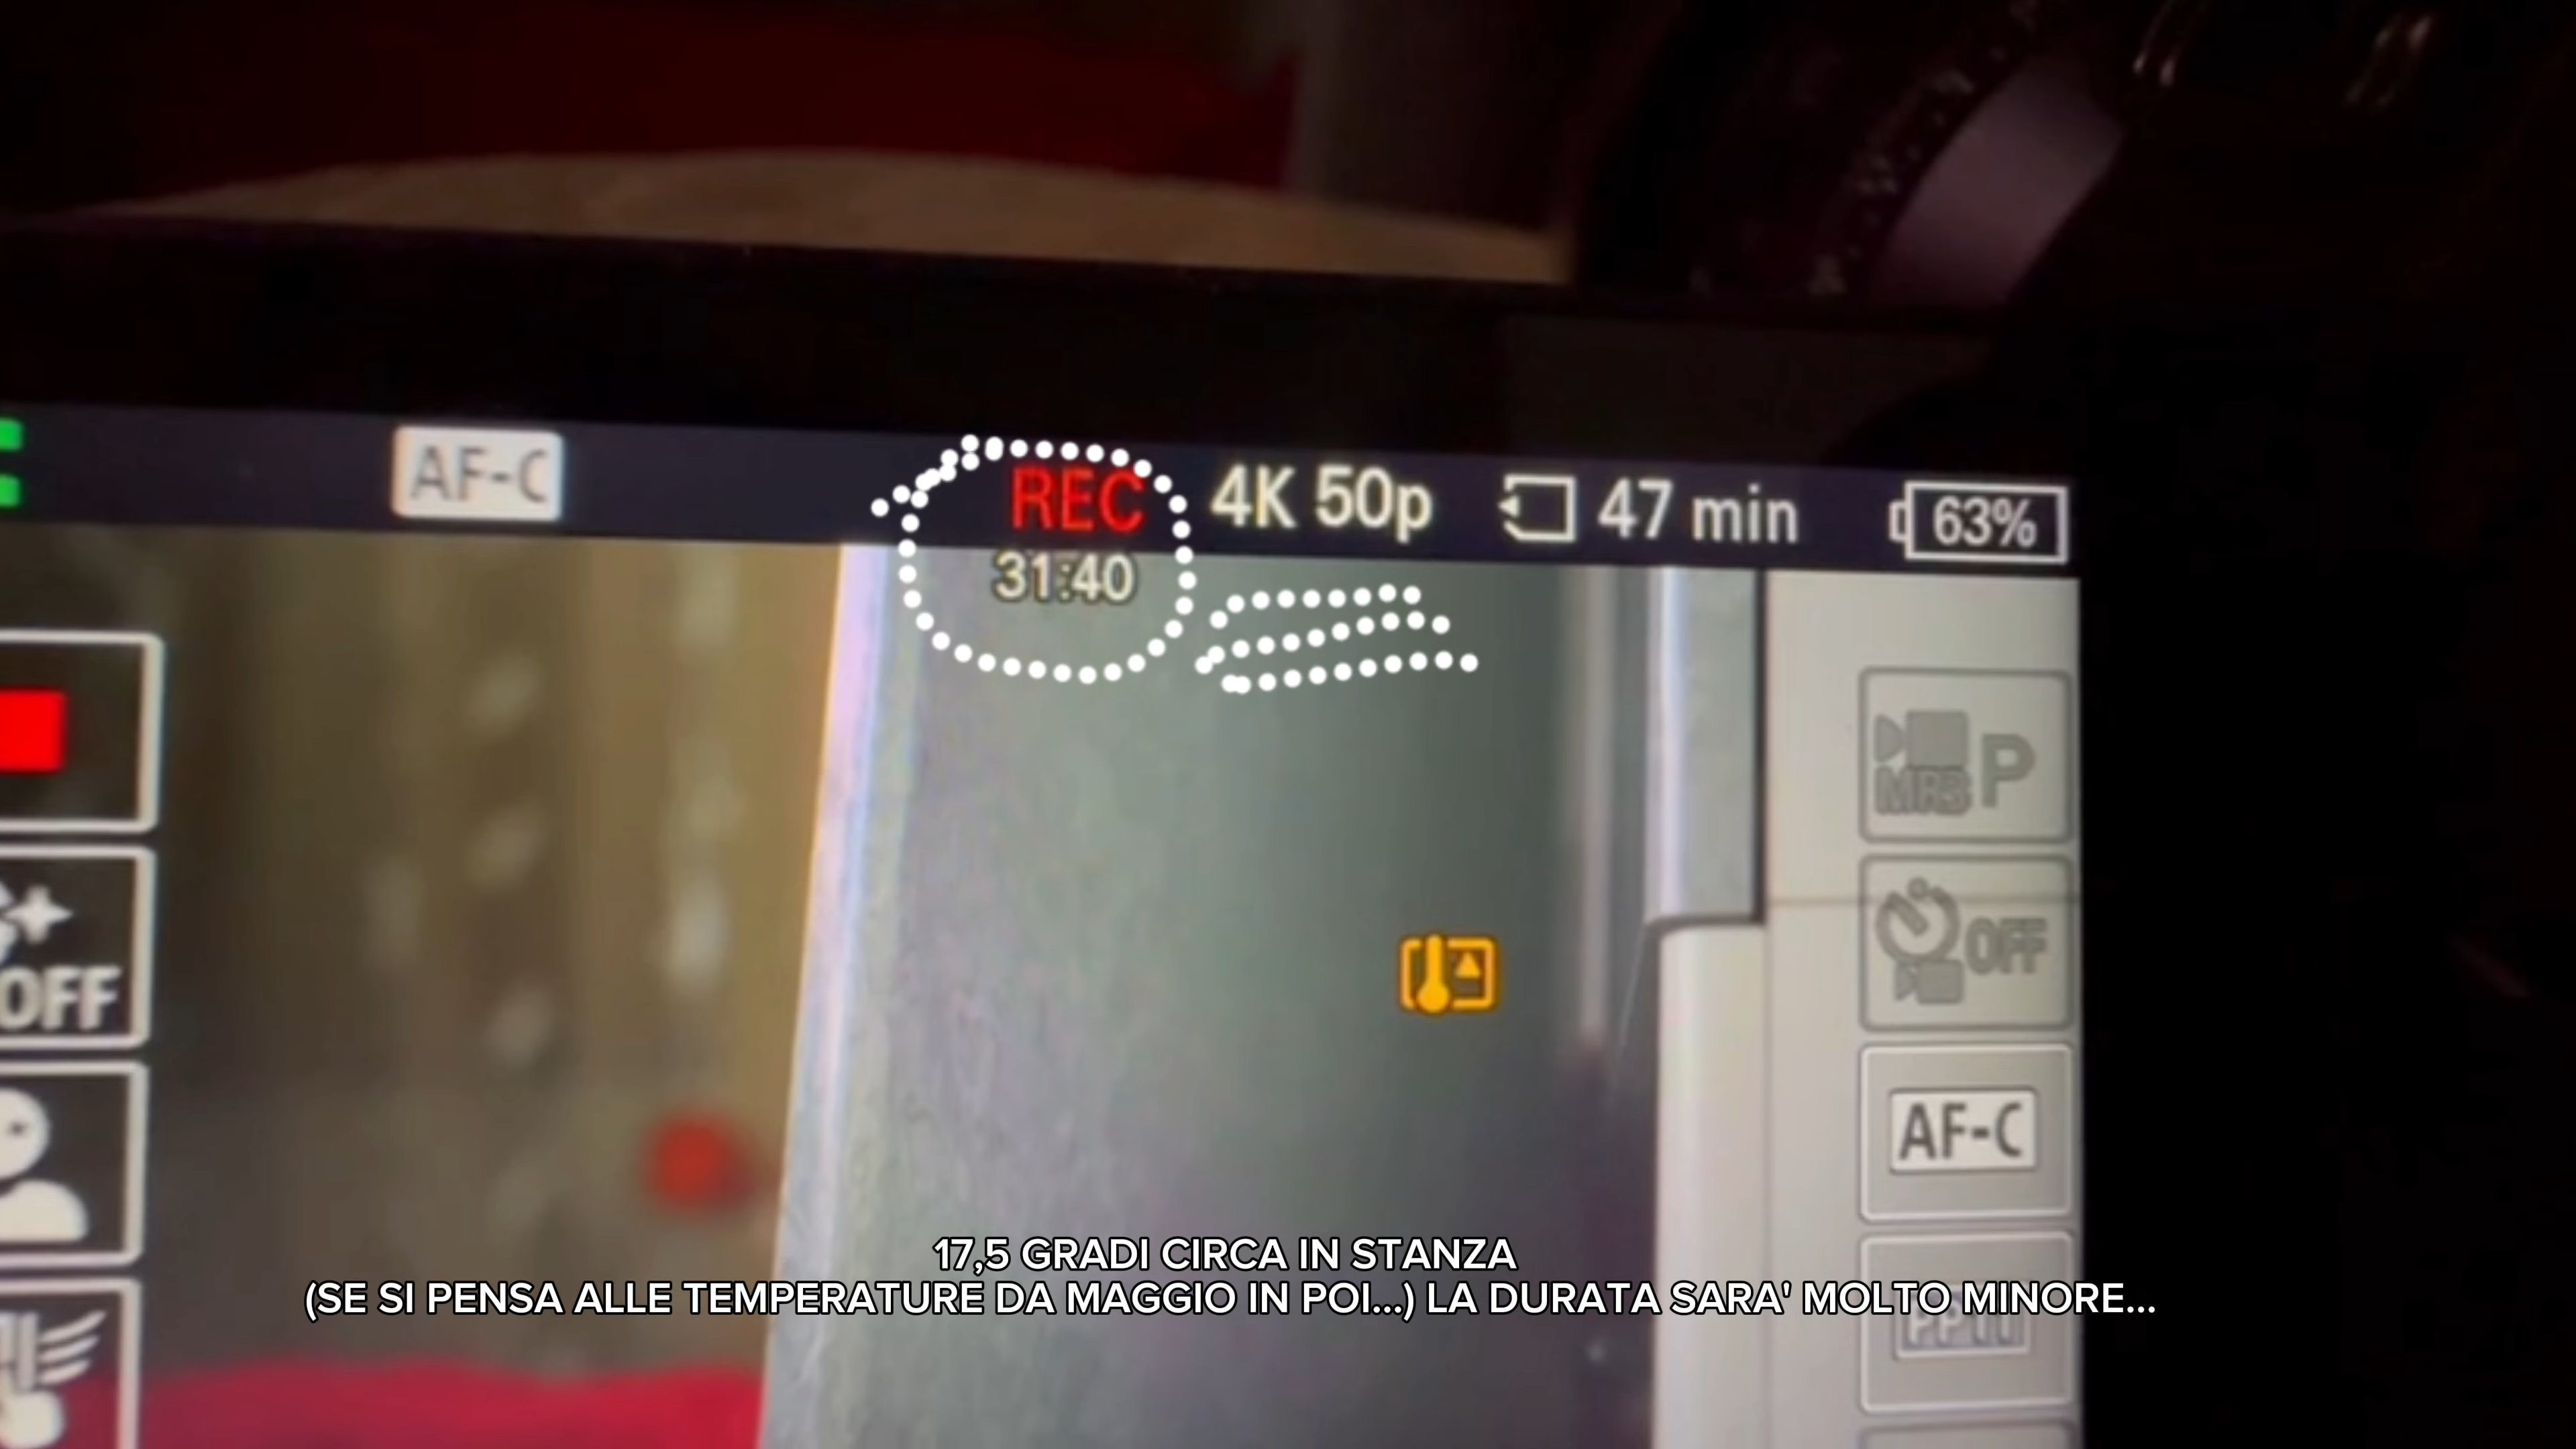 AF-C
REC
4K 50p
47 min
63%
31:40
P
OFF
OFF
AF-C
17,5 GRADI CIRCA IN STANZA
(SE SI PENSA ALLE TEMPERATURE DA MAGGIO IN POI...) LA DURATA SARA' MOLTO MINORE...